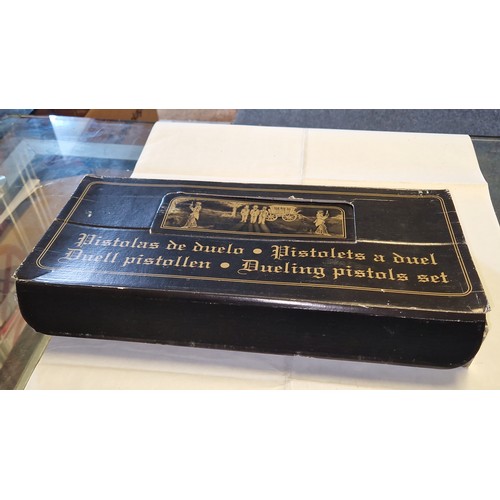 Pistolas de duelo • Pistolets a duel
Duell pistollen • Dueling pistols set